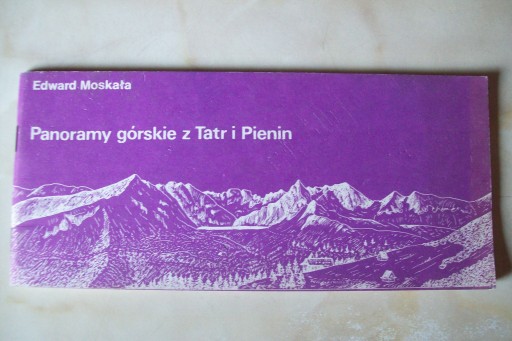 Edward Moskała
Panoramy górskie z Tatr i Pienin